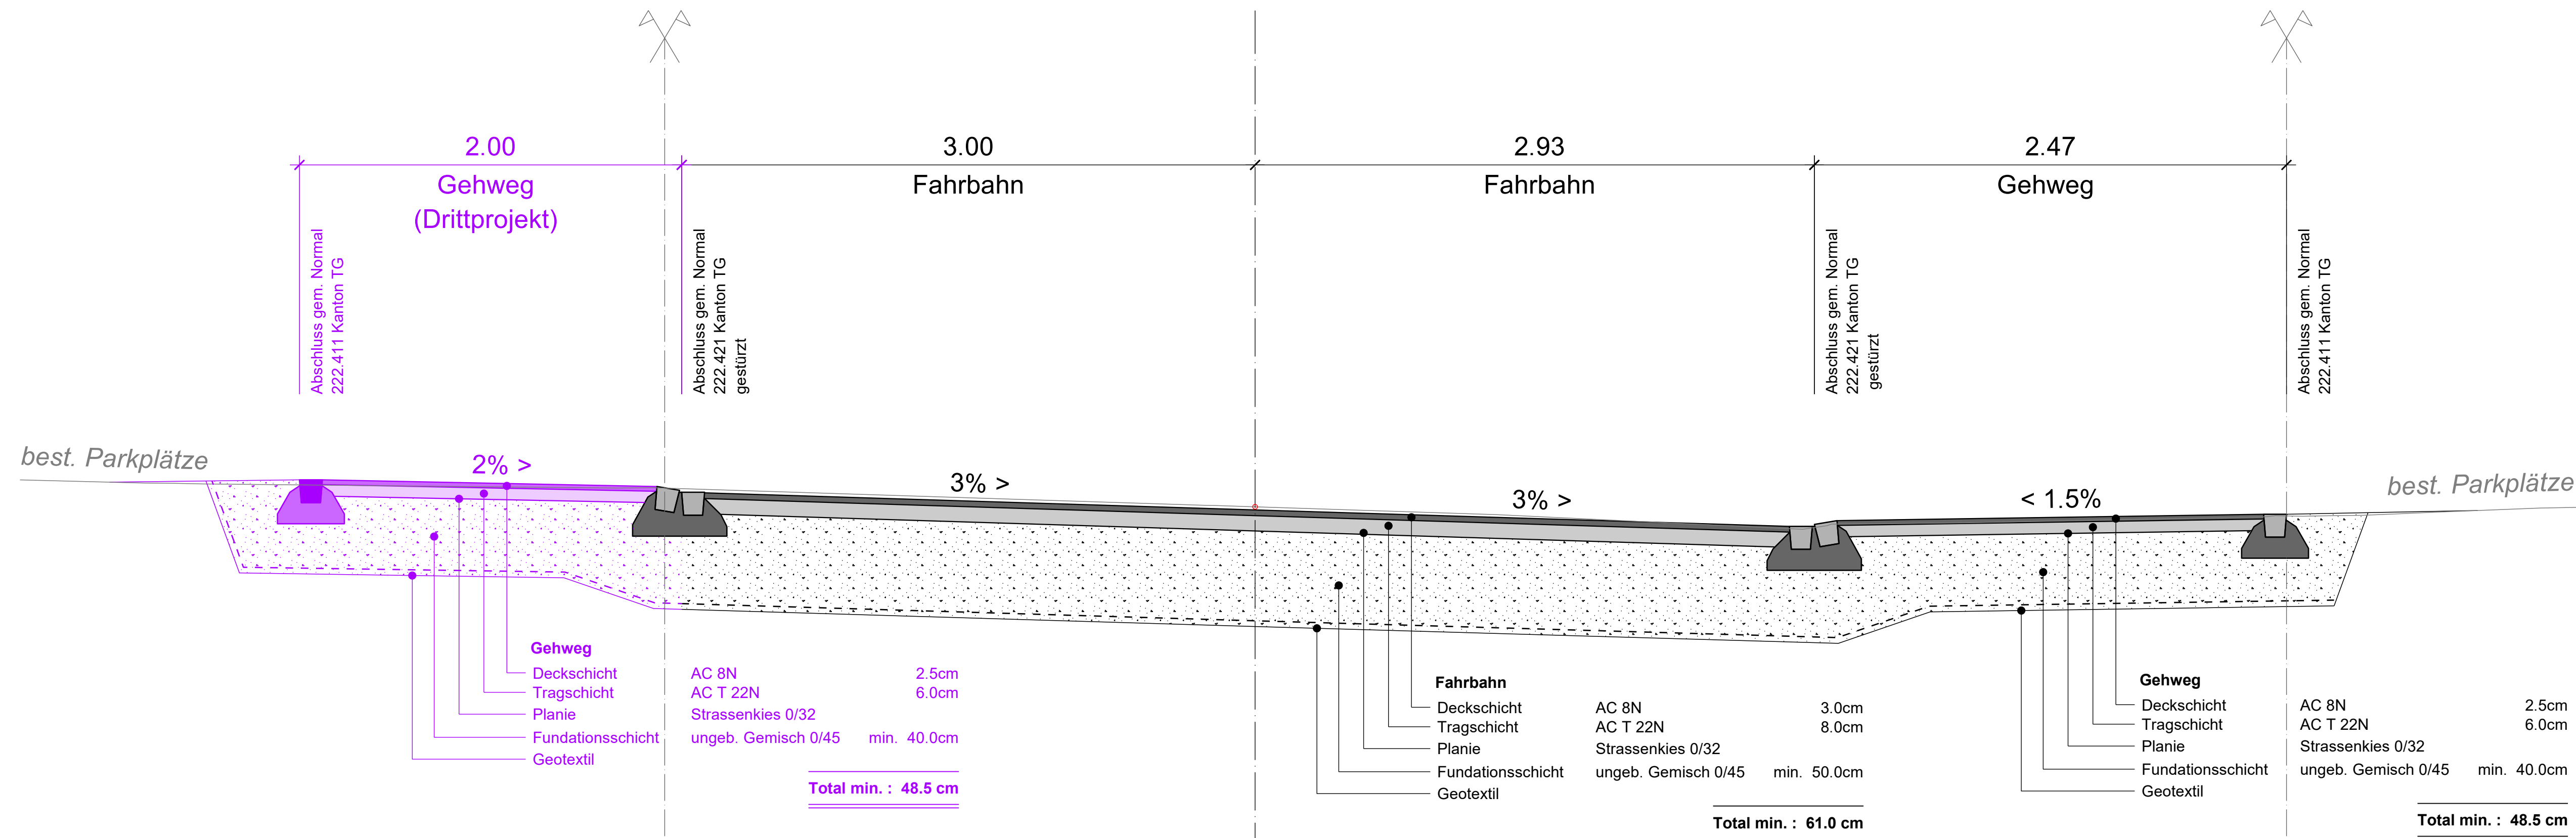 2.00
3.00
2.93
2.47
Gehweg
(Drittprojekt)
Fahrbahn
Fahrbahn
Gehweg
Abschluss gem. Normal
222.411 Kanton TG
Abschluss gem. Normal
222.421 Kanton TG
gestürzt
Abschluss gem. Normal
222.421 Kanton TG
gestürzt
Abschluss gem. Normal
222.411 Kanton TG
best. Parkplätze
2% >
3% >
3% >
< 1.5%
best. Parkplätze
Gehweg
Deckschicht AC 8N 2.5cm
Tragschicht AC T 22N 6.0cm
Planie Strassenkies 0/32
Fundationsschicht ungeb. Gemisch 0/45 min. 40.0cm
Geotextil
Total min. : 48.5 cm
Fahrbahn
Deckschicht AC 8N 3.0cm
Tragschicht AC T 22N 8.0cm
Planie Strassenkies 0/32
Fundationsschicht ungeb. Gemisch 0/45 min. 50.0cm
Geotextil
Total min. : 61.0 cm
Gehweg
Deckschicht AC 8N 2.5cm
Tragschicht AC T 22N 6.0cm
Planie Strassenkies 0/32
Fundationsschicht ungeb. Gemisch 0/45 min. 40.0cm
Geotextil
Total min. : 48.5 cm